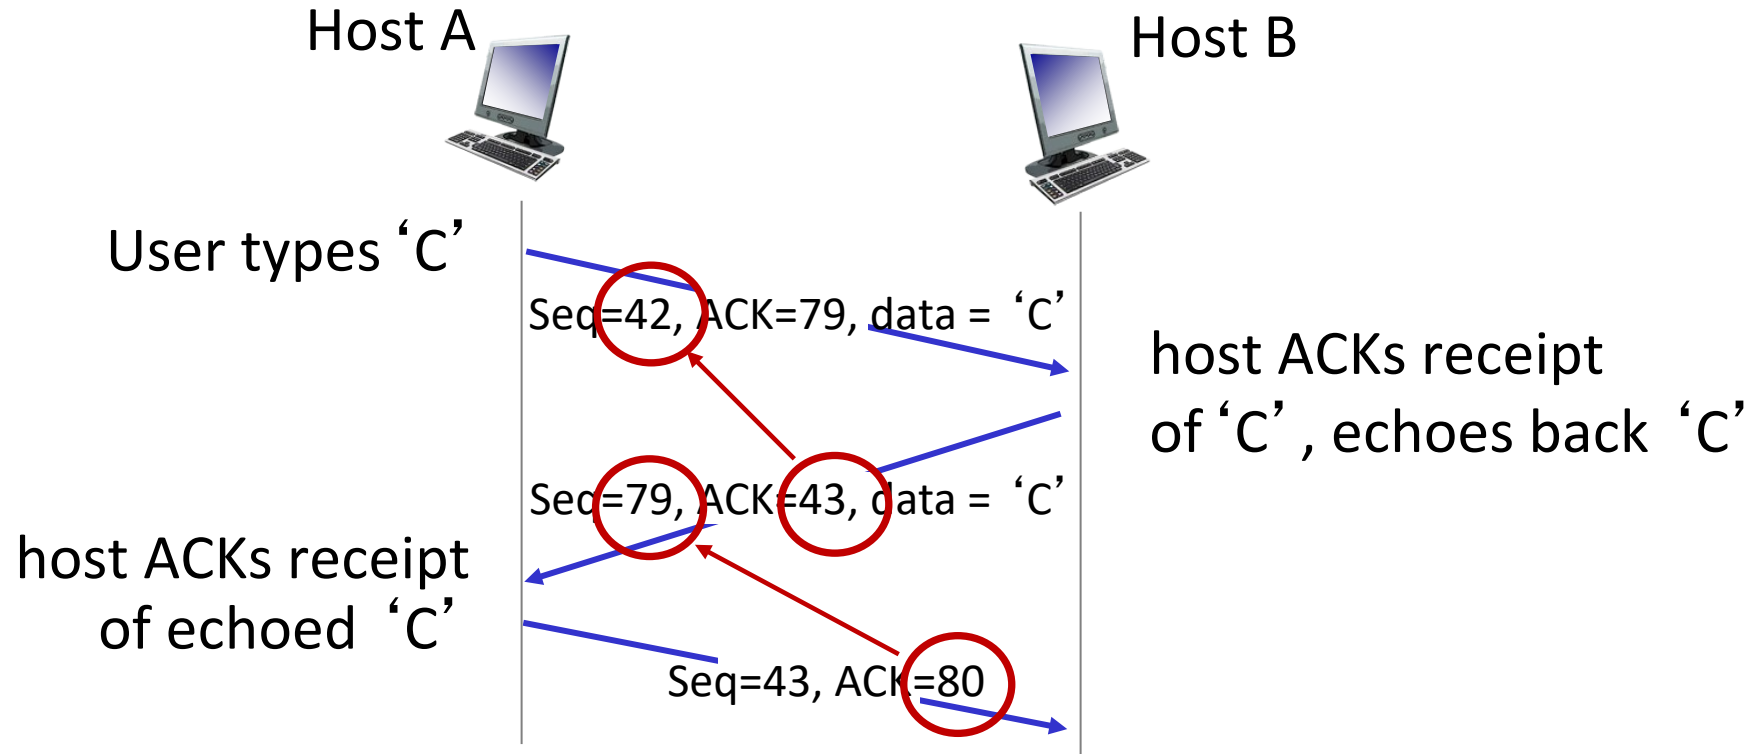 Host A
Host B
User types ‘C’
Seq=42, ACK=79, data = ‘C’
host ACKs receipt
of ‘C’, echoes back ‘C’
Seq=79, ACK=43, data = ‘C’
host ACKs receipt
of echoed ‘C’
Seq=43, ACK=80